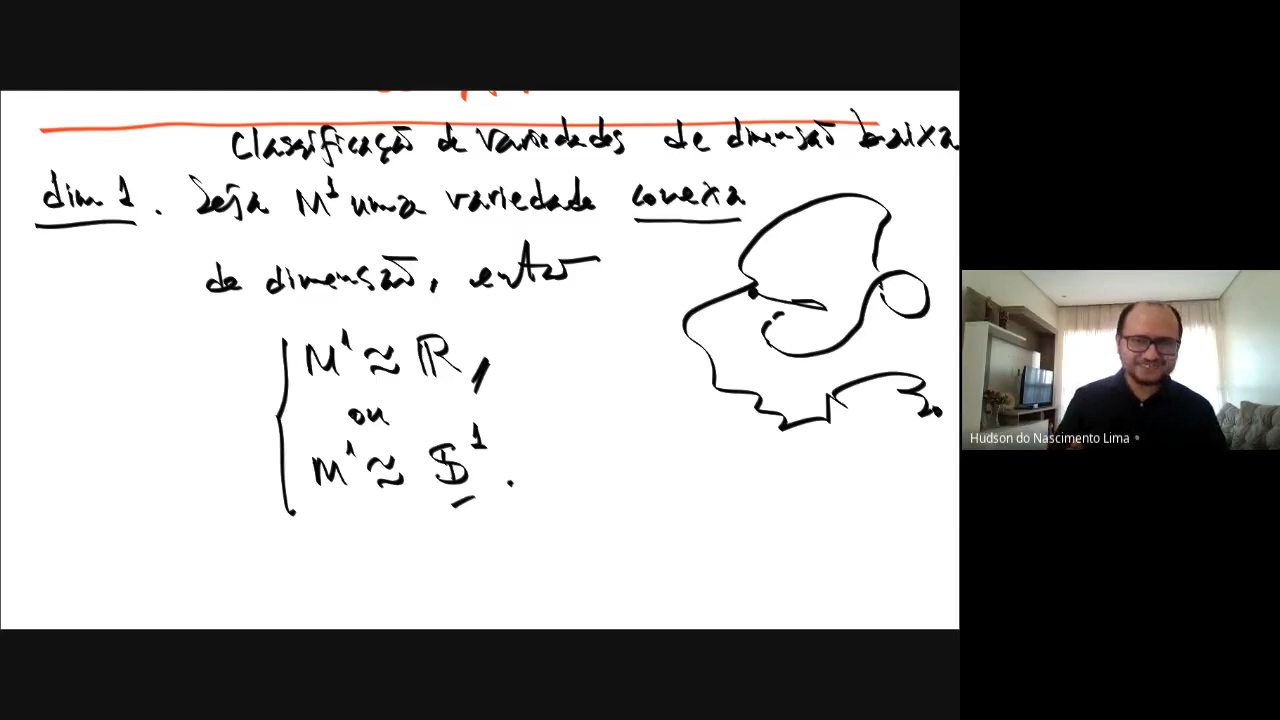 Classificação de variedades de dimensão baixa
dim 1. Seja M¹ uma variedade conexa
de dimensão, então
M¹ ≈ ℝ,
ou
M¹ ≈ 𝕊¹.
Hudson do Nascimento Lima